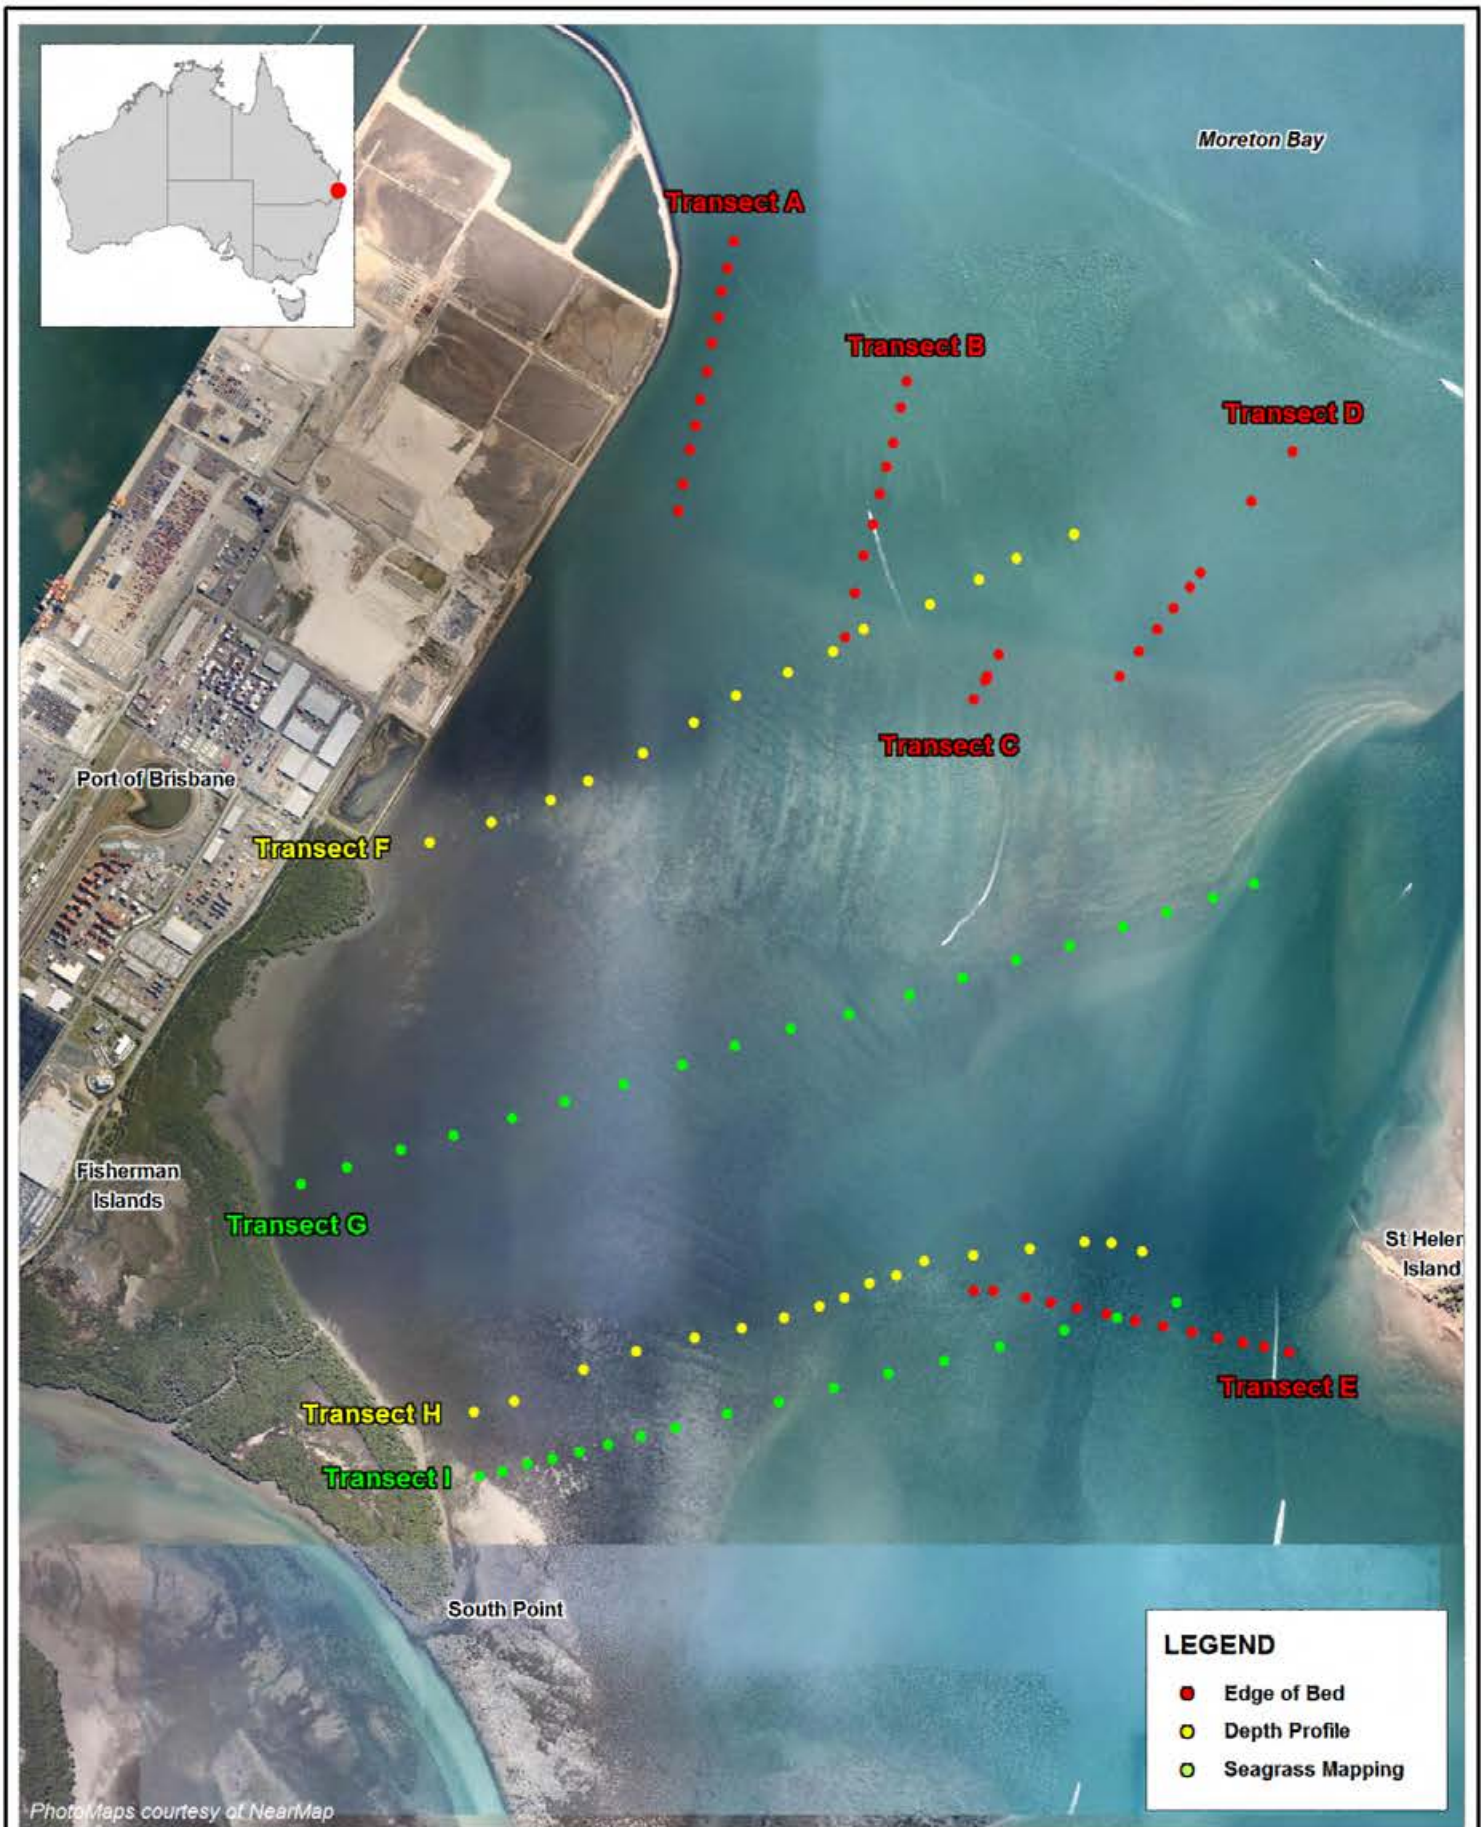 Moreton Bay
Transect A
Transect B
Transect D
Transect C
Port of Brisbane
Transect F
Fisherman
Islands
Transect G
St Helen
Island
Transect E
Transect H
Transect I
South Point
LEGEND
Edge of Bed
Depth Profile
Seagrass Mapping
PhotoMaps courtesy of NearMap